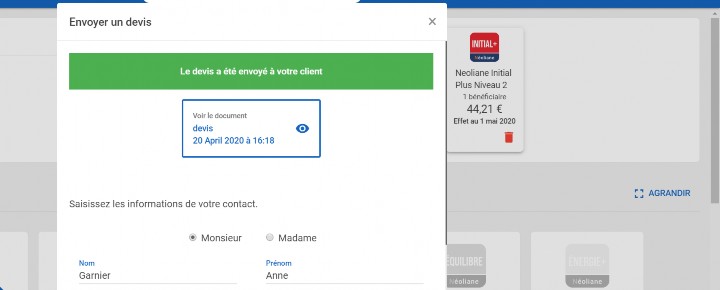 Envoyer un devis
×
Le devis a été envoyé à votre client
Voir le document
devis
20 April 2020 à 16:18
Saisissez les informations de votre contact.
Monsieur
Madame
Nom
Garnier
Prénom
Anne
INITIAL+
Néoliane
Neoliane Initial
Plus Niveau 2
1 bénéficiaire
44,21 €
Effet au 1 mai 2020
AGRANDIR
ÉQUILIBRE
Néoliane
ÉNERGIE+
Néoliane